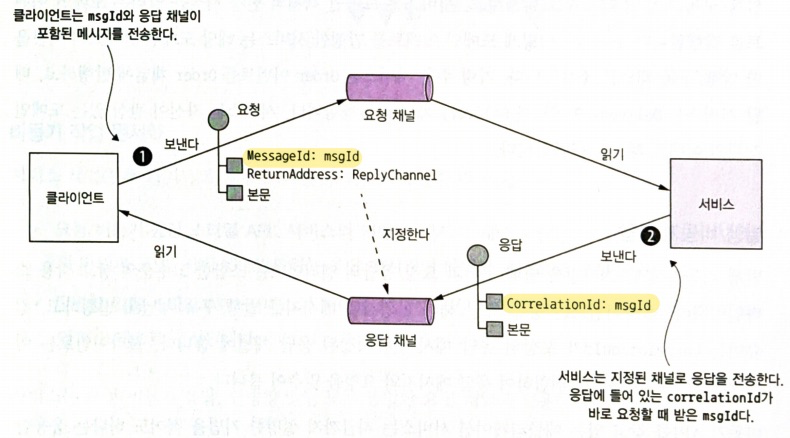 클라이언트는 msgId와 응답 채널이
포함된 메시지를 전송한다.
요청
요청 채널
보낸다
1
MessageId: msgId
ReturnAddress: ReplyChannel
본문
읽기
클라이언트
서비스
지정한다
응답
2
보낸다
읽기
CorrelationId: msgId
본문
응답 채널
서비스는 지정된 채널로 응답을 전송한다.
응답에 들어 있는 correlationId가
바로 요청할 때 받은 msgId다.